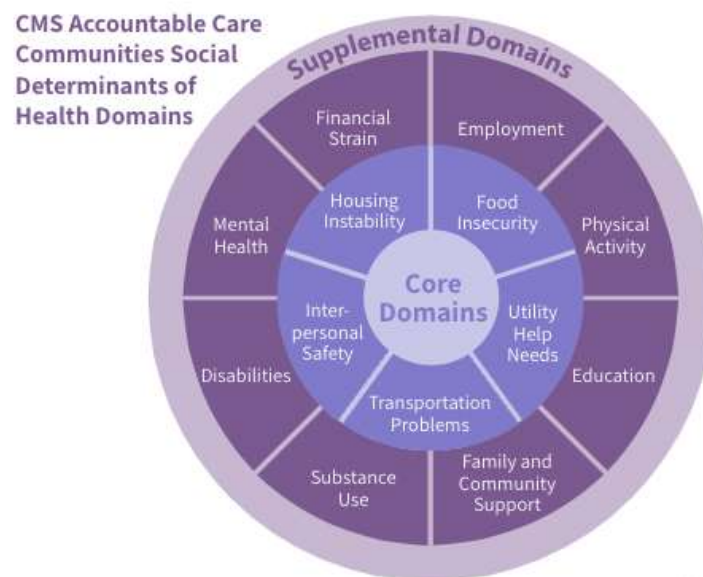 CMS Accountable Care
Communities Social
Determinants of
Health Domains
Supplemental Domains
Financial
Strain
Employment
Housing
Instability
Food
Insecurity
Mental
Health
Physical
Activity
Core
Domains
Inter-
personal
Safety
Utility
Help
Needs
Disabilities
Education
Transportation
Problems
Substance
Use
Family and
Community
Support